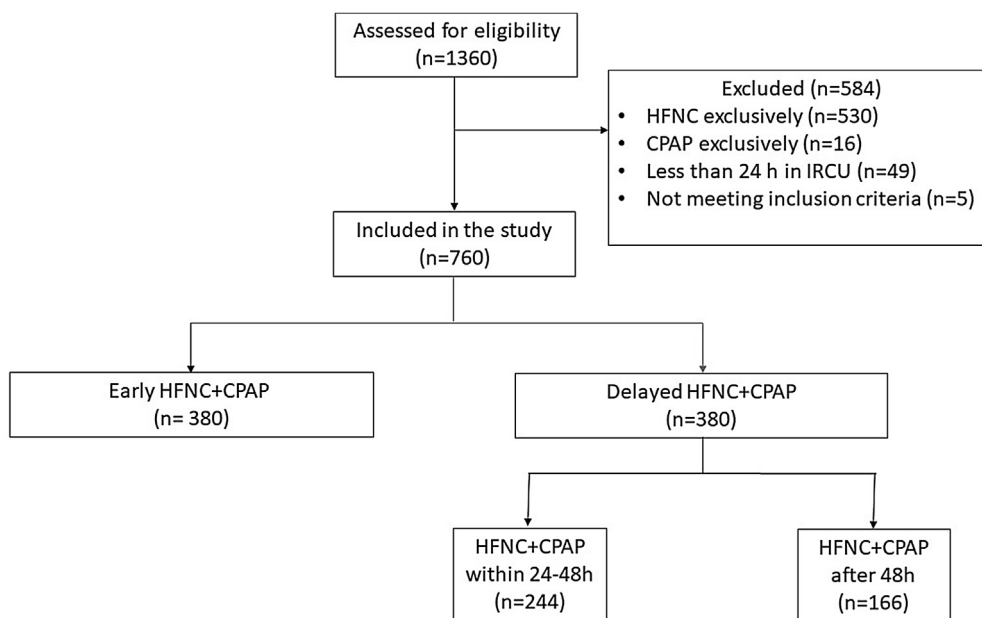 Assessed for eligibility
(n=1360)
Excluded (n=584)
• HFNC exclusively (n=530)
• CPAP exclusively (n=16)
• Less than 24 h in IRCU (n=49)
• Not meeting inclusion criteria (n=5)
Included in the study
(n=760)
Early HFNC+CPAP
(n= 380)
Delayed HFNC+CPAP
(n=380)
HFNC+CPAP
within 24-48h
(n=244)
HFNC+CPAP
after 48h
(n=166)